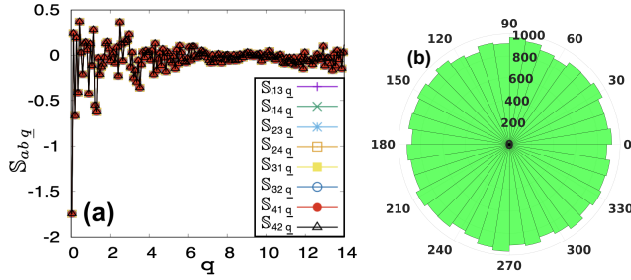 (a)
𝕊ab q
0.5
0
-0.5
-1
-1.5
-2
𝕊13 q
𝕊14 q
𝕊23 q
𝕊24 q
𝕊31 q
𝕊32 q
𝕊41 q
𝕊42 q
0 2 4 6 8 10 12 14
q
(b)
90
120 60
150 30
180 0
210 330
240 300
270
1000
800
600
400
200